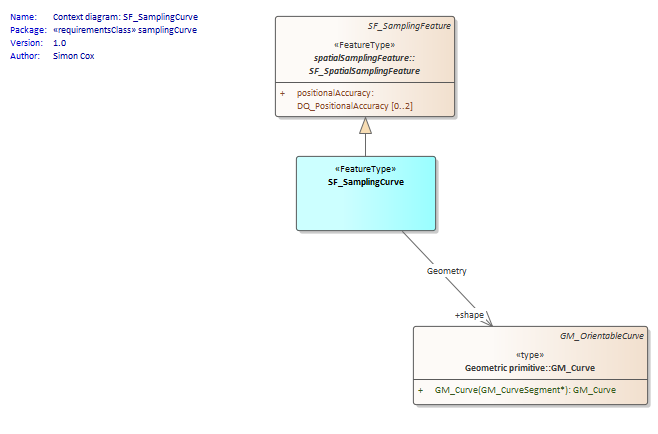 Name: Context diagram: SF_SamplingCurve
Package: «requirementsClass» samplingCurve
Version: 1.0
Author: Simon Cox
SF_SamplingFeature
«FeatureType»
spatialSamplingFeature::
SF_SpatialSamplingFeature
+ positionalAccuracy:
DQ_PositionalAccuracy [0..2]
«FeatureType»
SF_SamplingCurve
Geometry
+shape
GM_OrientableCurve
«type»
Geometric primitive::GM_Curve
+ GM_Curve(GM_CurveSegment*): GM_Curve